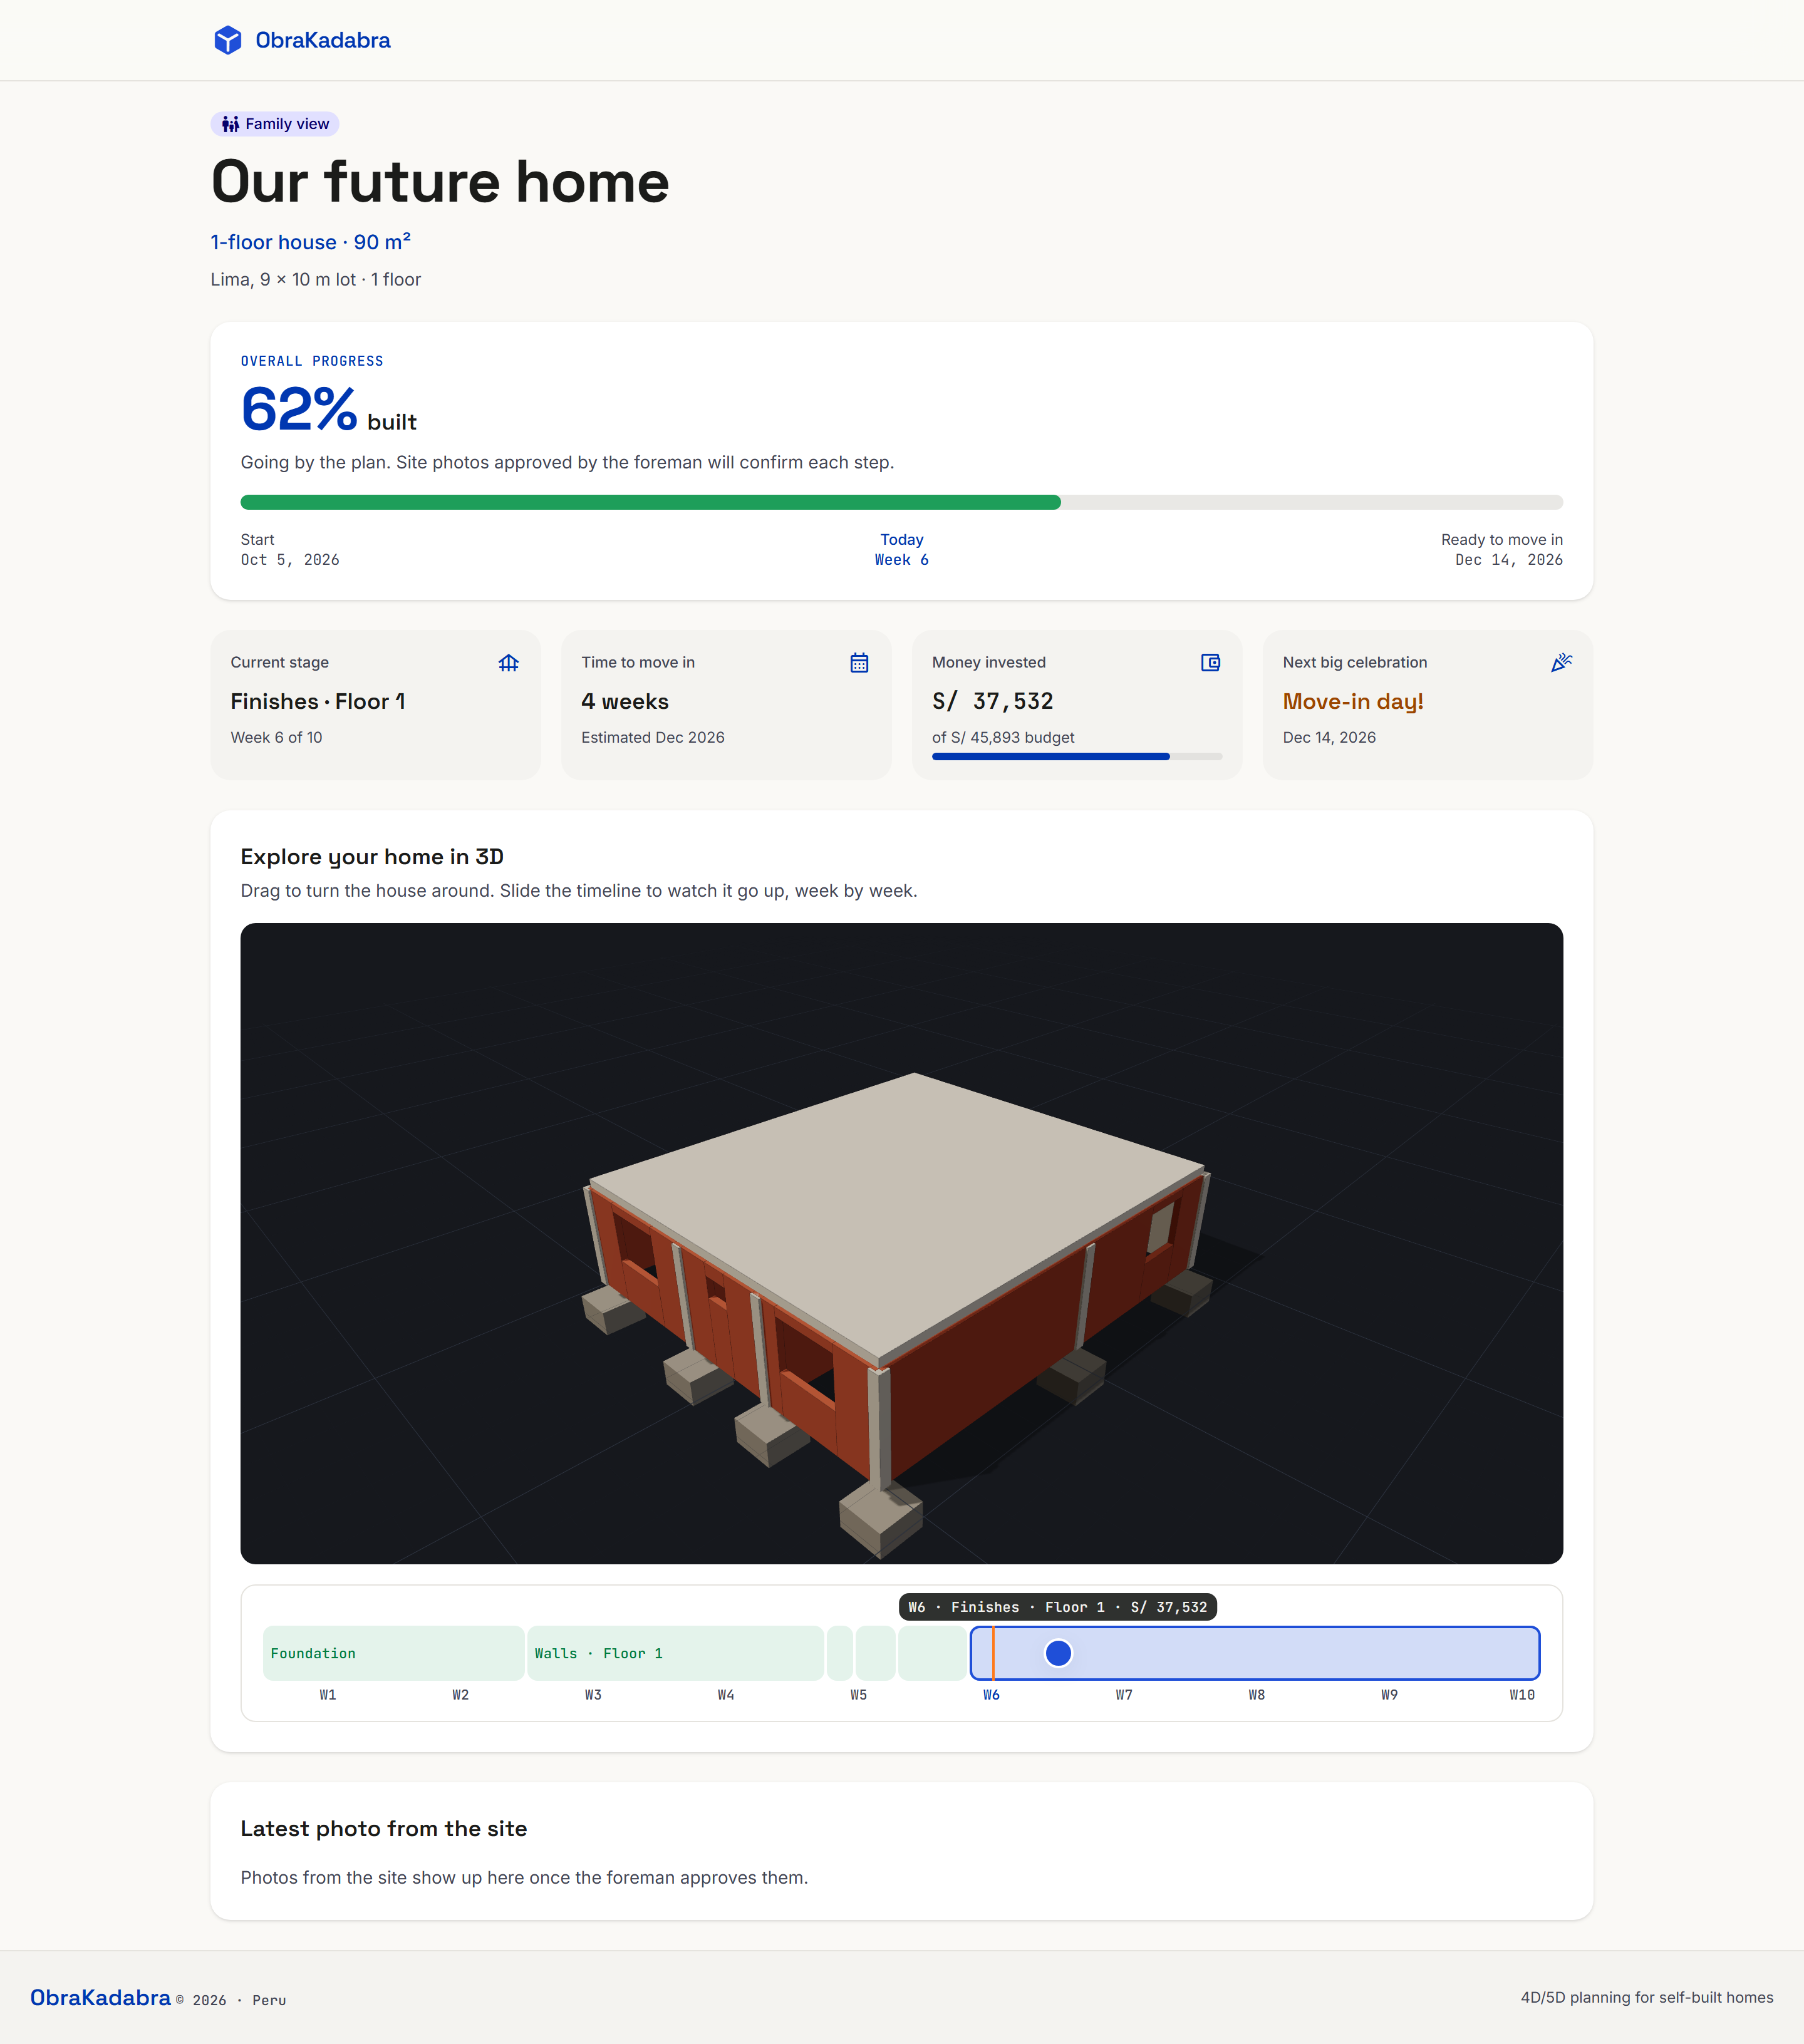 ObraKadabra
Family view
Our future home
1-floor house · 90 m²
Lima, 9 × 10 m lot · 1 floor
OVERALL PROGRESS
62% built
Going by the plan. Site photos approved by the foreman will confirm each step.
Start
Oct 5, 2026
Today
Week 6
Ready to move in
Dec 14, 2026
Current stage
Finishes · Floor 1
Week 6 of 10
Time to move in
4 weeks
Estimated Dec 2026
Money invested
S/ 37,532
of S/ 45,893 budget
Next big celebration
Move-in day!
Dec 14, 2026
Explore your home in 3D
Drag to turn the house around. Slide the timeline to watch it go up, week by week.
W6 · Finishes · Floor 1 · S/ 37,532
Foundation
Walls · Floor 1
W1 W2 W3 W4 W5 W6 W7 W8 W9 W10
Latest photo from the site
Photos from the site show up here once the foreman approves them.
ObraKadabra © 2026 · Peru
4D/5D planning for self-built homes